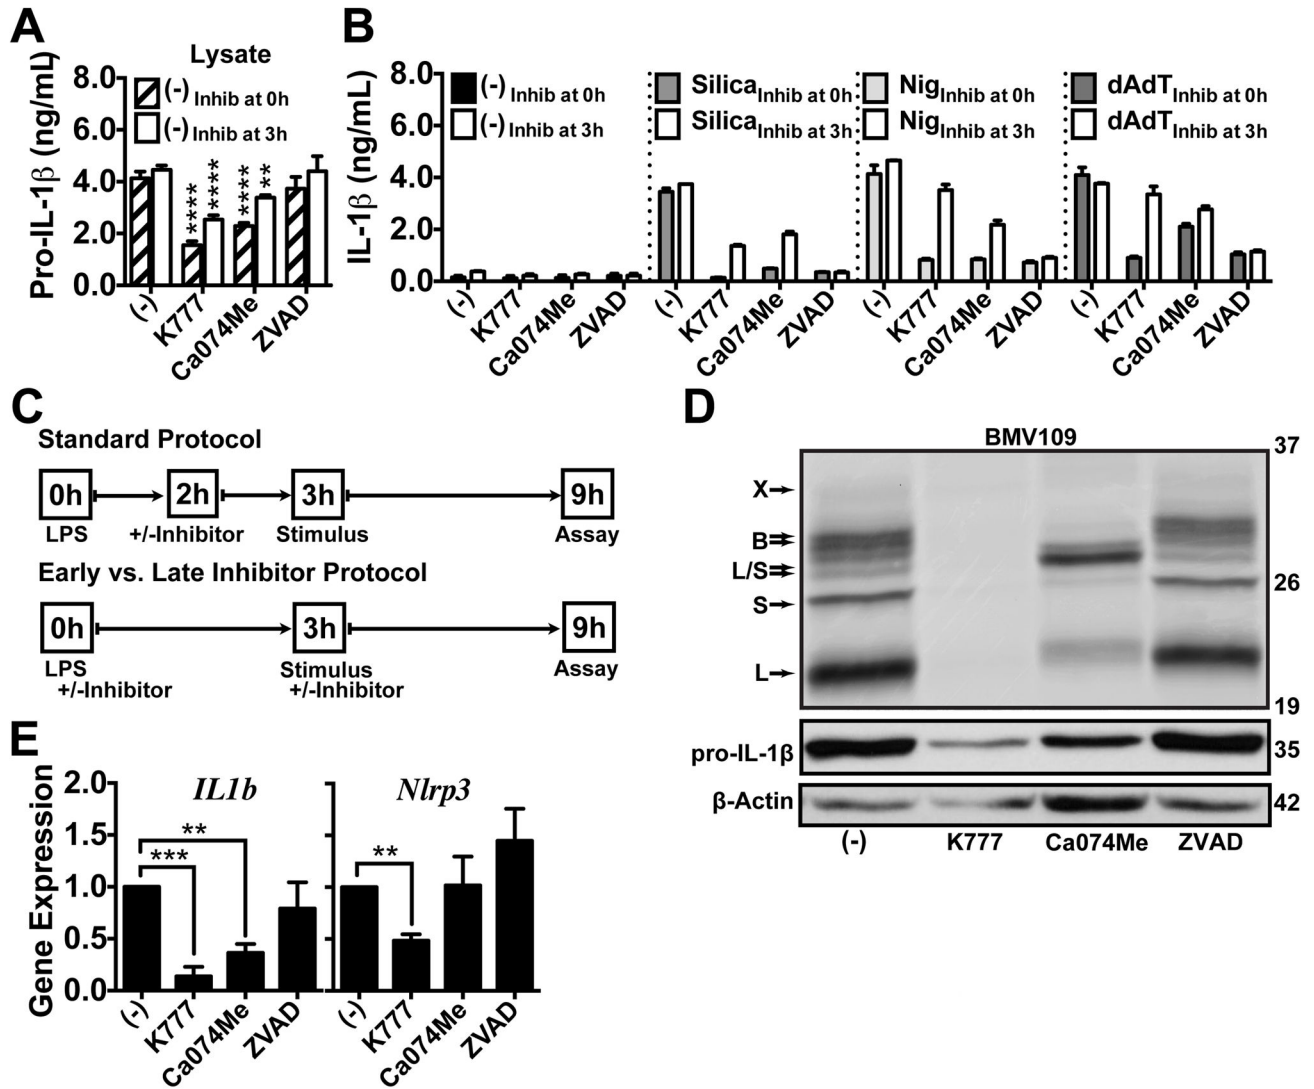 A
Lysate
Pro-IL-1β (ng/mL)
8.0
6.0
4.0
2.0
0.0
(-) Inhib at 0h
(-) Inhib at 3h
****
****
****
**
(-)
K777
Ca074Me
ZVAD
B
IL-1β (ng/mL)
8.0
6.0
4.0
2.0
0.0
(-) Inhib at 0h
(-) Inhib at 3h
Silica Inhib at 0h
Silica Inhib at 3h
Nig Inhib at 0h
Nig Inhib at 3h
dAdT Inhib at 0h
dAdT Inhib at 3h
(-)
K777
Ca074Me
ZVAD
(-)
K777
Ca074Me
ZVAD
(-)
K777
Ca074Me
ZVAD
(-)
K777
Ca074Me
ZVAD
C
Standard Protocol
0h
2h
3h
9h
LPS
+/-Inhibitor
Stimulus
Assay
Early vs. Late Inhibitor Protocol
0h
3h
9h
LPS
+/-Inhibitor
Stimulus
+/-Inhibitor
Assay
D
BMV109
37
X
B
L/S
26
S
L
19
pro-IL-1β
35
β-Actin
42
(-)
K777
Ca074Me
ZVAD
E
Gene Expression
2.0
1.5
1.0
0.5
0.0
IL1b
**
***
(-)
K777
Ca074Me
ZVAD
Nlrp3
**
(-)
K777
Ca074Me
ZVAD